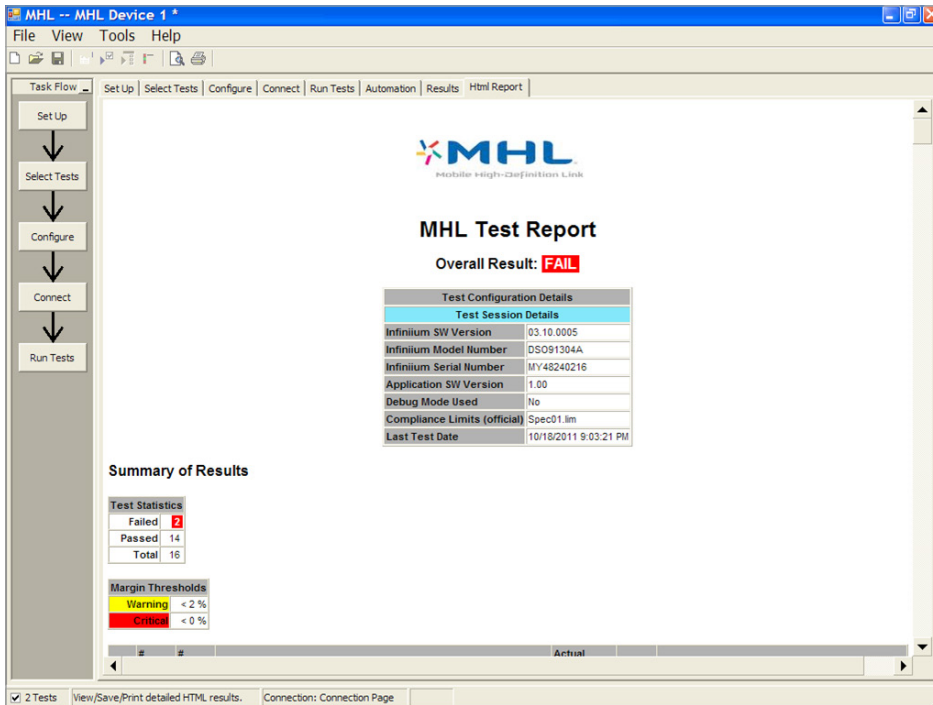 MHL -- MHL Device 1 *
File View Tools Help
Task Flow _
Set Up
Select Tests
Configure
Connect
Run Tests
Set Up Select Tests Configure Connect Run Tests Automation Results Html Report
MHL
Mobile High-Definition Link
MHL Test Report
Overall Result: FAIL
Test Configuration Details
Test Session Details
Infiniium SW Version 03.10.0005
Infiniium Model Number DSO91304A
Infiniium Serial Number MY48240216
Application SW Version 1.00
Debug Mode Used No
Compliance Limits (official) Spec01.lim
Last Test Date 10/18/2011 9:03:21 PM
Summary of Results
Test Statistics
Failed 2
Passed 14
Total 16
Margin Thresholds
Warning < 2 %
Critical < 0 %
# # Actual
2 Tests View/Save/Print detailed HTML results. Connection: Connection Page